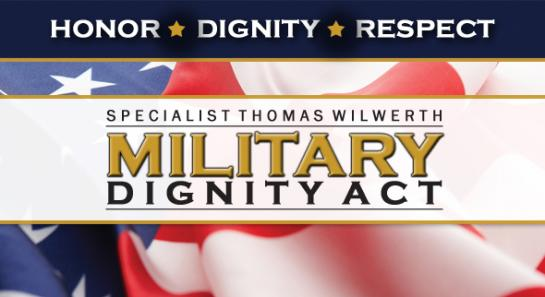 HONOR ★ DIGNITY ★ RESPECT
SPECIALIST THOMAS WILWERTH
MILITARY
DIGNITY ACT